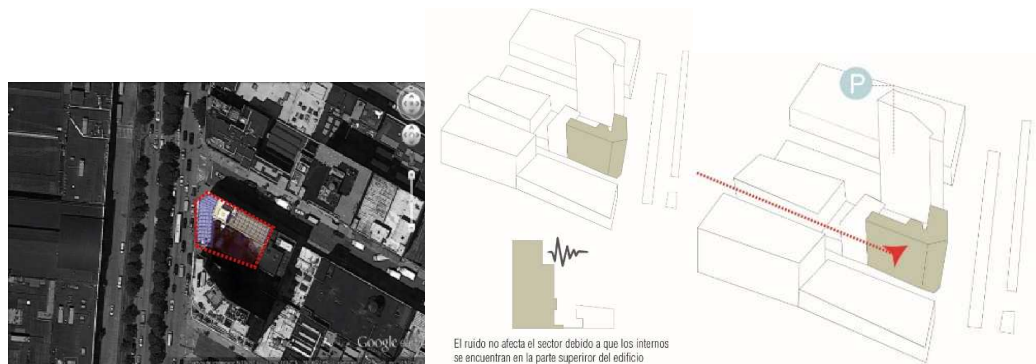 Google
P
El ruido no afecta el sector debido a que los internos
se encuentran en la parte superiror del edificio